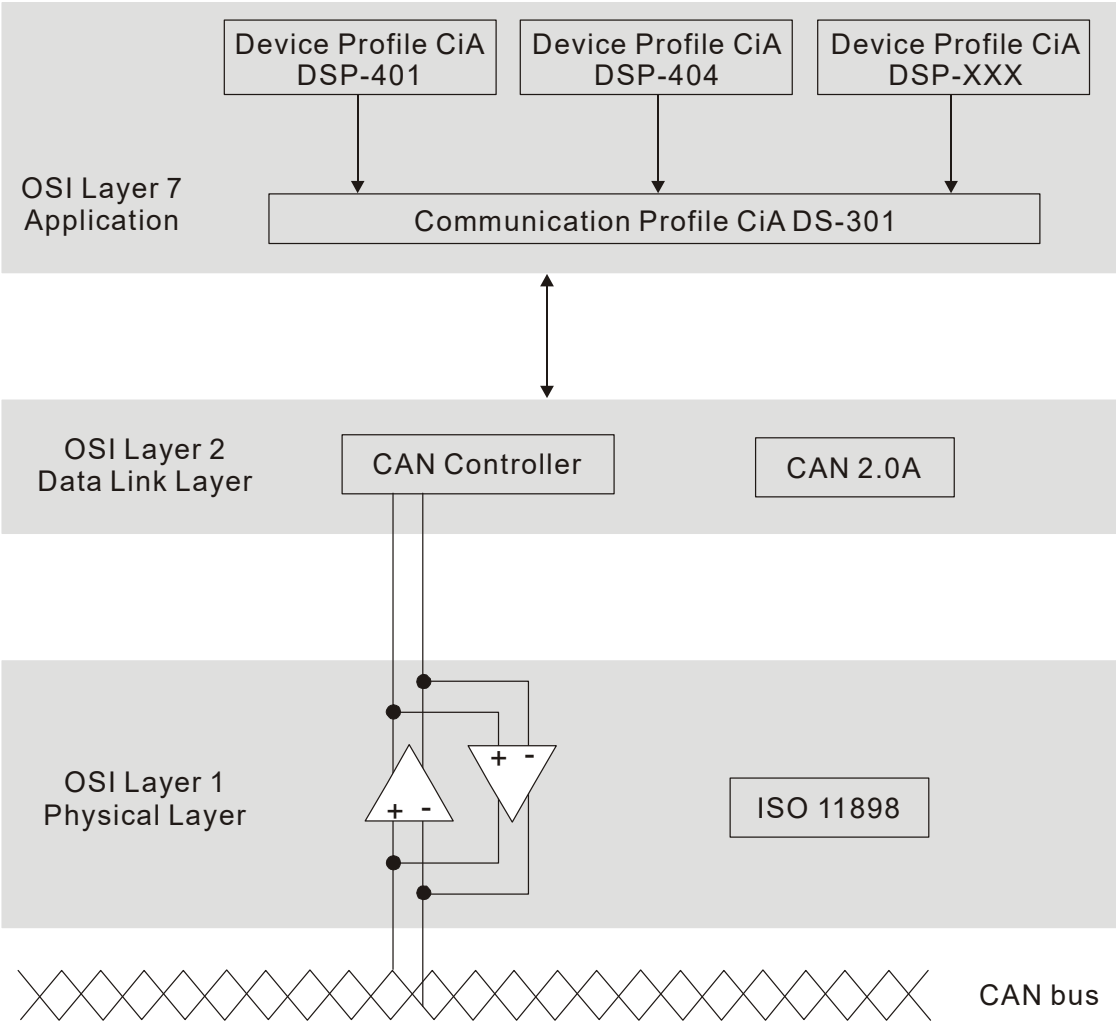 Device Profile CiA
DSP-401
Device Profile CiA
DSP-404
Device Profile CiA
DSP-XXX
OSI Layer 7
Application
Communication Profile CiA DS-301
OSI Layer 2
Data Link Layer
CAN Controller
CAN 2.0A
OSI Layer 1
Physical Layer
+ -
+ -
ISO 11898
CAN bus